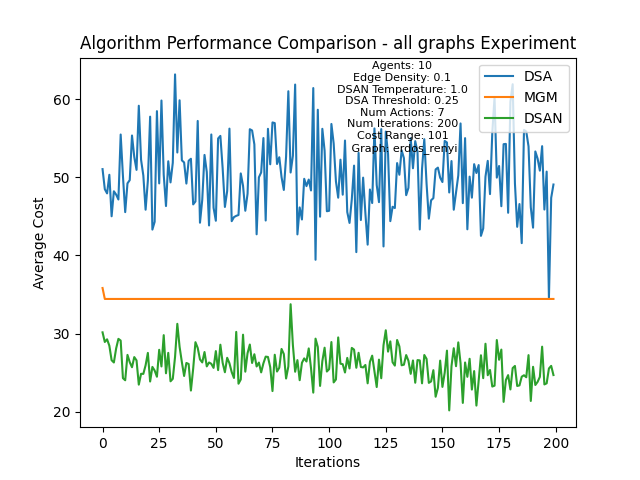 Algorithm Performance Comparison - all graphs Experiment
Agents: 10
Edge Density: 0.1
DSAN Temperature: 1.0
DSA Threshold: 0.25
Num Actions: 7
Num Iterations: 200
Cost Range: 101
Graph: erdos_renyi
DSA
MGM
DSAN
Average Cost
60
50
40
30
20
0 25 50 75 100 125 150 175 200
Iterations